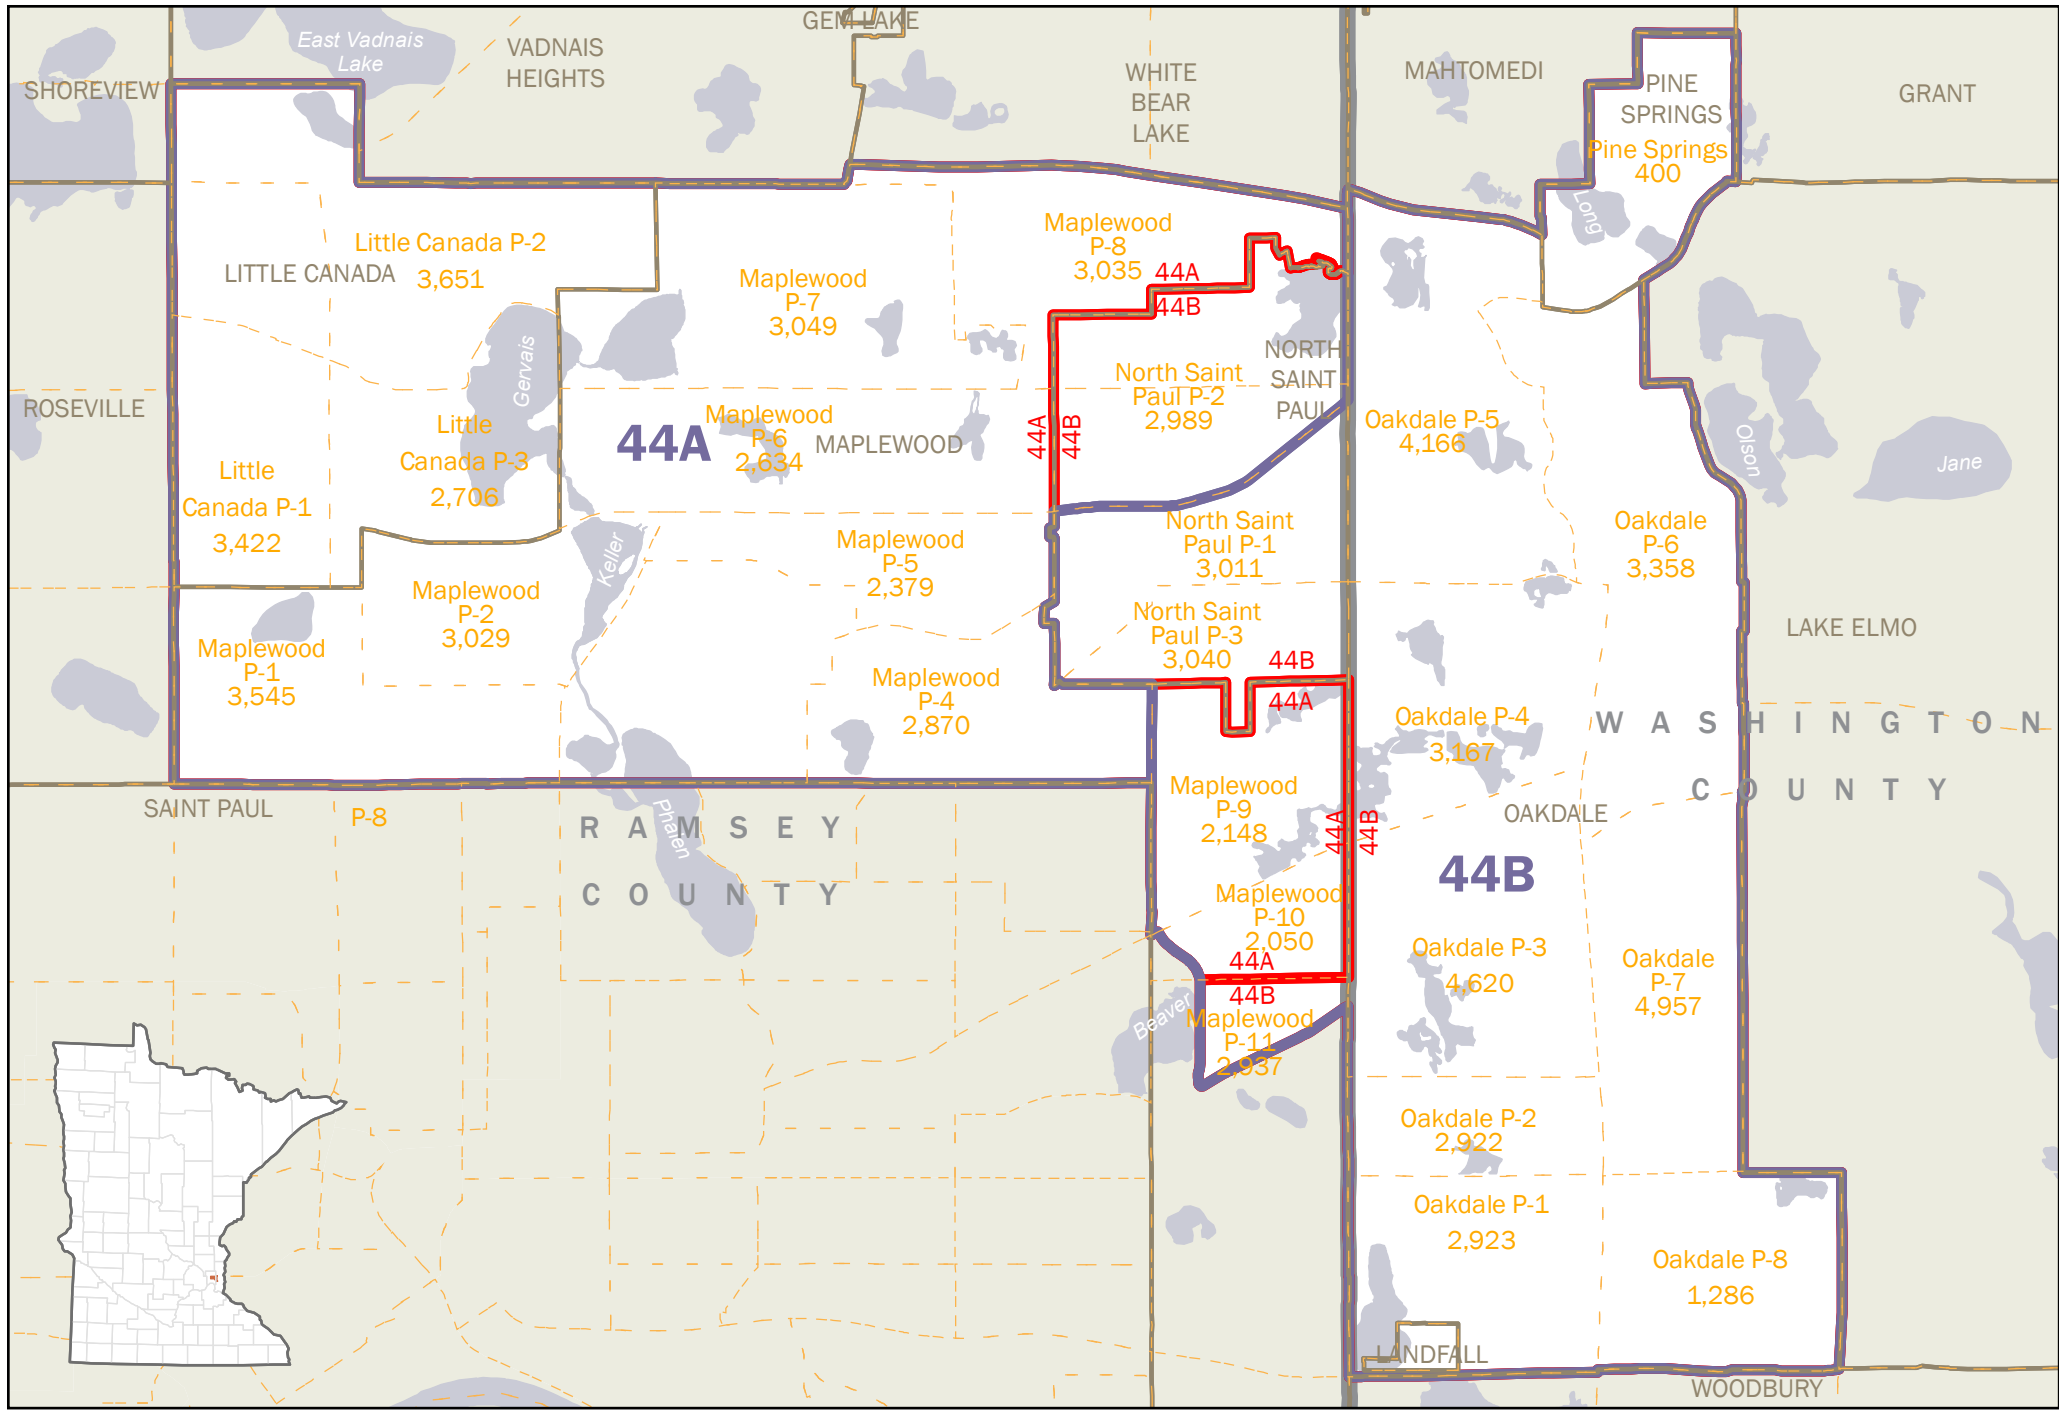 GEM LAKE
East Vadnais
Lake
VADNAIS
HEIGHTS
SHOREVIEW
WHITE
BEAR
LAKE
MAHTOMEDI
PINE
SPRINGS
Pine Springs
400
GRANT
Long
Little Canada P-2
3,651
LITTLE CANADA
Maplewood
P-8
3,035
44A
44B
Maplewood
P-7
3,049
Gervais
NORTH
SAINT
PAUL
North Saint
Paul P-2
2,989
ROSEVILLE
44A
Maplewood
P-6
2,634
MAPLEWOOD
44A
44B
Oakdale P-5
4,166
Olson
Jane
Little
Canada P-3
2,706
Little
Canada P-1
3,422
North Saint
Paul P-1
3,011
Oakdale
P-6
3,358
Keller
Maplewood
P-5
2,379
Maplewood
P-2
3,029
North Saint
Paul P-3
3,040
LAKE ELMO
Maplewood
P-1
3,545
Maplewood
P-4
2,870
44B
44A
Oakdale P-4
3,167
WASHINGTON
COUNTY
SAINT PAUL
P-8
Phalen
RAMSEY
COUNTY
Maplewood
P-9
2,148
44A
44B
OAKDALE
44B
Maplewood
P-10
2,050
44A
44B
Oakdale P-3
4,620
Oakdale
P-7
4,957
Beaver
Maplewood
P-11
2,937
Oakdale P-2
2,922
Oakdale P-1
2,923
Oakdale P-8
1,286
LANDFALL
WOODBURY